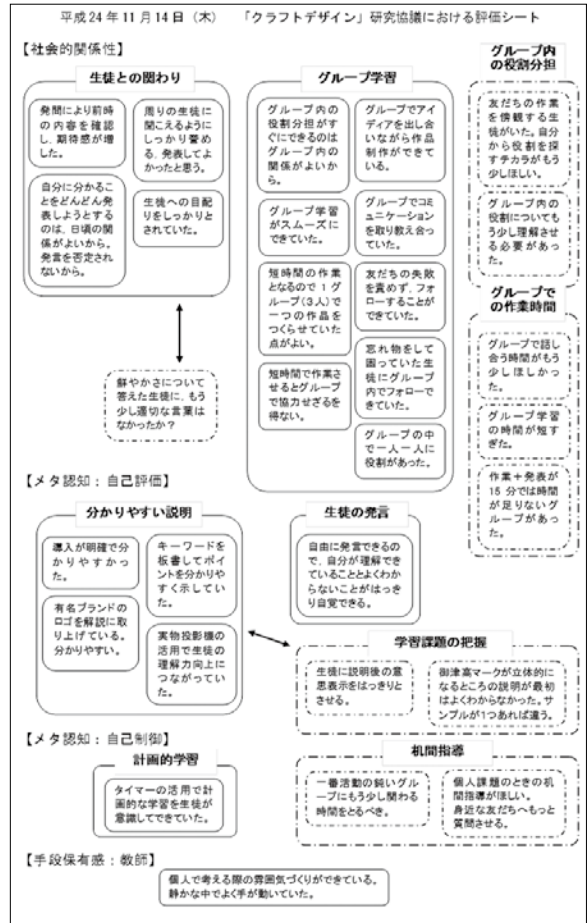 平成24年11月14日（木）　「クラフトデザイン」研究協議における評価シート
【社会的関係性】
生徒との関わり
発問により前時
の内容を確認
し，期待感が増
した。
周りの生徒に
聞こえるように
しっかり誉め
る，発表してよ
かったと思う。
自分に分かるこ
とをどんどん発
表しようとする
のは，日頃の関
係がよいから。
発言を否定され
ないから。
生徒への目配
りをしっかりと
されていた。
鮮やかさについて
答えた生徒に，もう
少し適切な言葉は
なかったか？
グループ学習
グループ内の
役割分担がす
ぐにできるのは
グループ内の
関係がよいか
ら。
グループでアイ
ディアを出し合
いながら作品
制作ができて
いる。
グループ学習
がスムーズに
できていた。
グループでコミ
ュニケーション
を取り教え合っ
ていた。
短時間の作業
となるので1グ
ループ（3人）で
一つの作品を
つくらせていた
点がよい。
友だちの失敗
を責めず，フォ
ローすることが
できていた。
短時間で作業さ
せるとグループ
で協力せざるを
得ない。
忘れ物をして
困っていた生
徒にグループ
内でフォローで
きていた。
グループの中
で一人一人に
役割があった。
グループ内
の役割分担
友だちの作業
を傍観する生
徒がいた。自分
から役割を探
すチカラがもう
少しほしい。
グループ内の
役割についても
う少し理解させ
る必要があっ
た。
グループで
の作業時間
グループで話し
合う時間がもう
少しほしかっ
た。
グループ学習
の時間が短す
ぎた。
作業＋発表が
15分では時間
が足りないグ
ループがあっ
た。
【メタ認知：自己評価】
分かりやすい説明
導入が明確で分
かりやすかっ
た。
キーワードを
板書してポイ
ントを分かりや
すく示してい
た。
有名ブランドの
ロゴを解説に取
り上げている。
分かりやすい。
実物投影機の
活用で生徒の
理解力向上に
つながってい
た。
生徒の発言
自由に発言できるの
で，自分が理解でき
ていることとよくわか
らないことがはっき
り自覚できる。
学習課題の把握
生徒に説明後の意
思表示をはっきりと
させる。
御津高マークが立体的に
なるところの説明が最初
はよくわからなかった。サ
ンプルが1つあれば違う。
【メタ認知：自己制御】
計画的学習
タイマーの活用で計
画的な学習を生徒が
意識してできていた。
机間指導
一番活動の鈍いグル
ープにもう少し関わる
時間をとるべき。
個人課題のときの机
間指導がほしい。
身近な友だちへもっと
質問させる。
【手段保有感：教師】
個人で考える際の雰囲気づくりができている。
静かな中でよく手が動いていた。